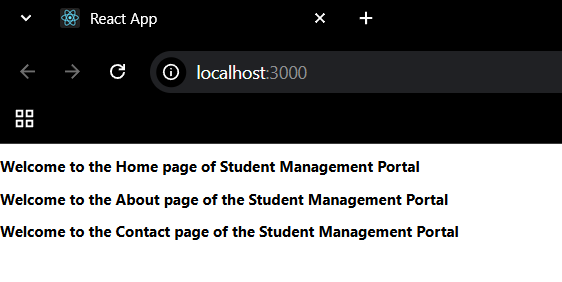 React App
localhost:3000
Welcome to the Home page of Student Management Portal
Welcome to the About page of the Student Management Portal
Welcome to the Contact page of the Student Management Portal